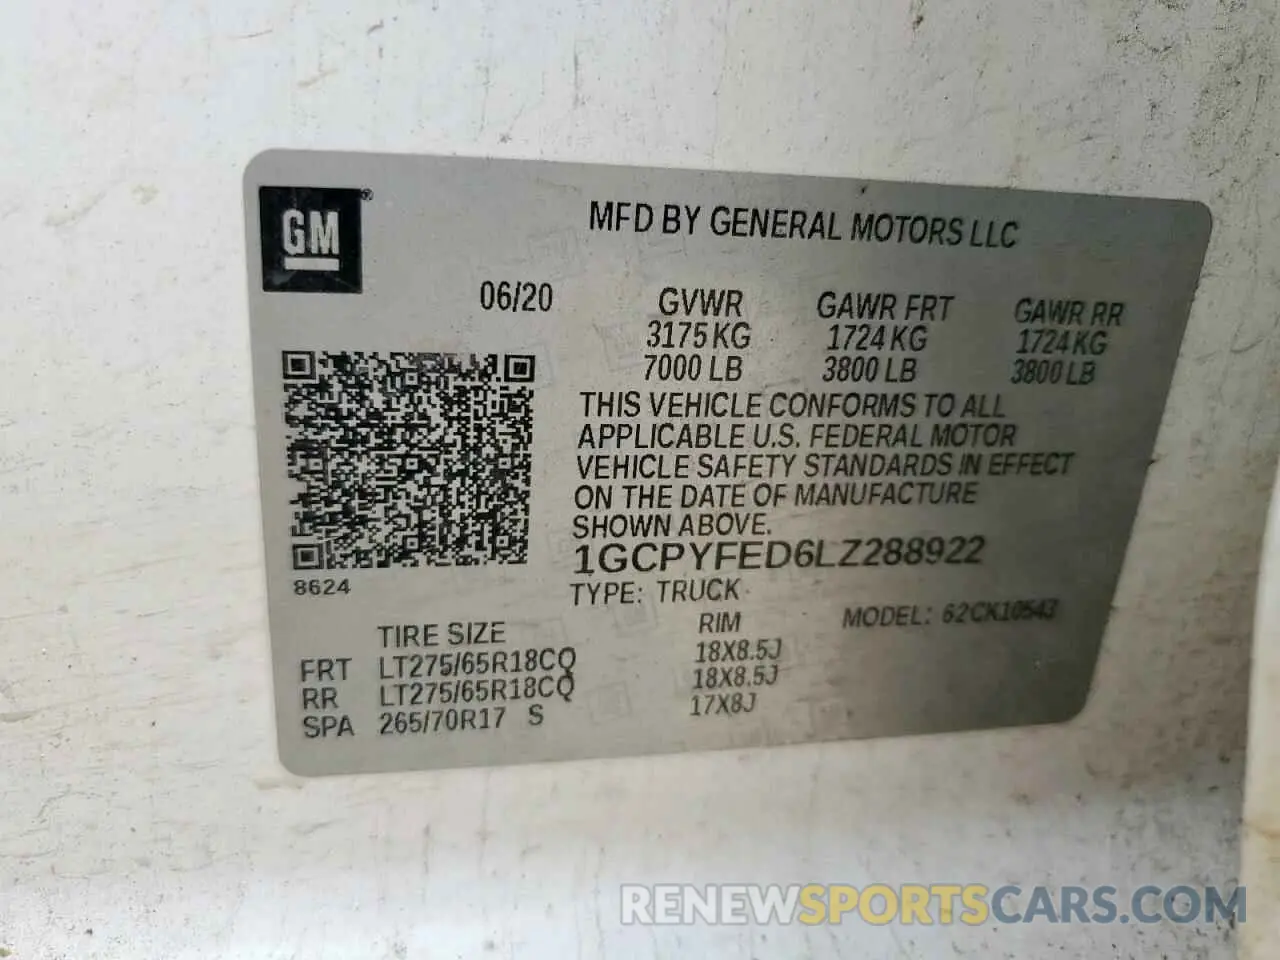 GM®
MFD BY GENERAL MOTORS LLC
06/20
GVWR GAWR FRT GAWR RR
3175 KG 1724 KG 1724 KG
7000 LB 3800 LB 3800 LB
THIS VEHICLE CONFORMS TO ALL
APPLICABLE U.S. FEDERAL MOTOR
VEHICLE SAFETY STANDARDS IN EFFECT
ON THE DATE OF MANUFACTURE
SHOWN ABOVE.
1GCPYFED6LZ288922
8624
TYPE: TRUCK
MODEL: 62CK10543
TIRE SIZE RIM
FRT LT275/65R18CQ 18X8.5J
RR LT275/65R18CQ 18X8.5J
SPA 265/70R17 S 17X8J
RENEWSPORTSCARS.COM